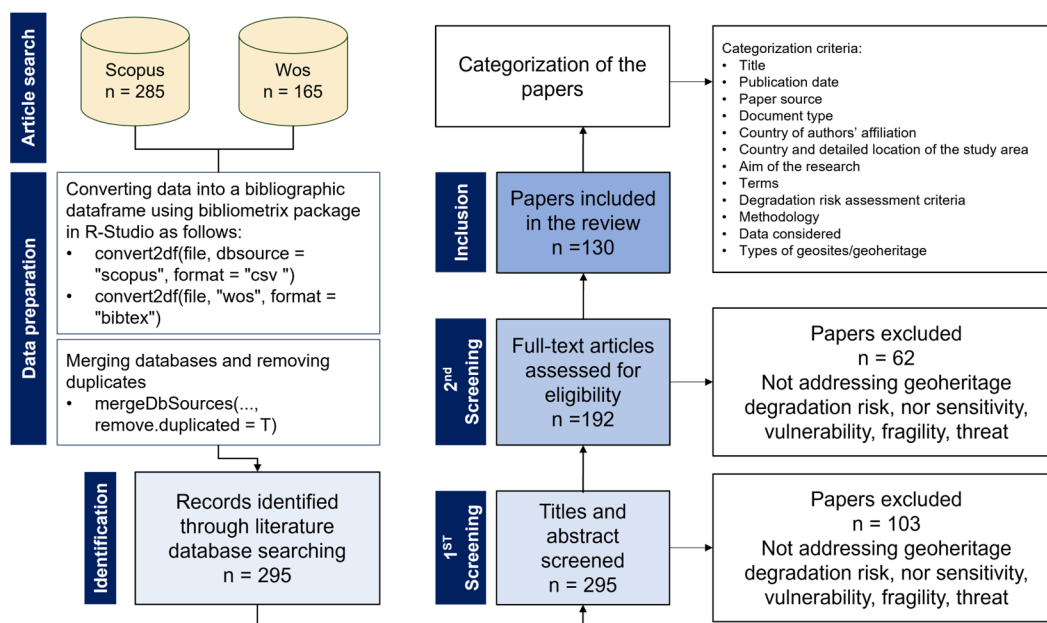 Article search
Scopus
n = 285
Wos
n = 165
Data preparation
Converting data into a bibliographic
dataframe using bibliometrix package
in R-Studio as follows:
• convert2df(file, dbsource =
"scopus", format = "csv ")
• convert2df(file, "wos", format =
"bibtex")
Merging databases and removing
duplicates
• mergeDbSources(...,
remove.duplicated = T)
Identification
Records identified
through literature
database searching
n = 295
1ST
Screening
Titles and
abstract
screened
n = 295
Papers excluded
n = 103
Not addressing geoheritage
degradation risk, nor sensitivity,
vulnerability, fragility, threat
2nd
Screening
Full-text articles
assessed for
eligibility
n =192
Papers excluded
n = 62
Not addressing geoheritage
degradation risk, nor sensitivity,
vulnerability, fragility, threat
Inclusion
Papers included
in the review
n =130
Categorization of the
papers
Categorization criteria:
• Title
• Publication date
• Paper source
• Document type
• Country of authors' affiliation
• Country and detailed location of the study area
• Aim of the research
• Terms
• Degradation risk assessment criteria
• Methodology
• Data considered
• Types of geosites/geoheritage